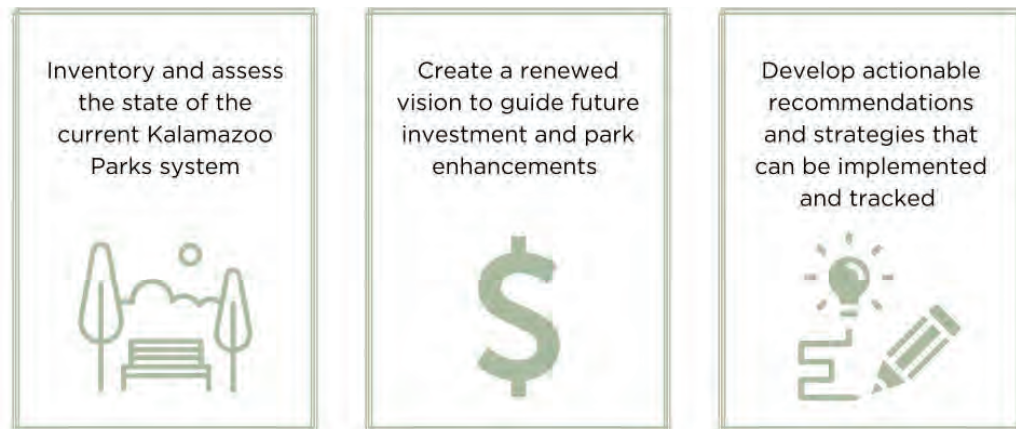 Inventory and assess
the state of the
current Kalamazoo
Parks system
Create a renewed
vision to guide future
investment and park
enhancements
Develop actionable
recommendations
and strategies that
can be implemented
and tracked